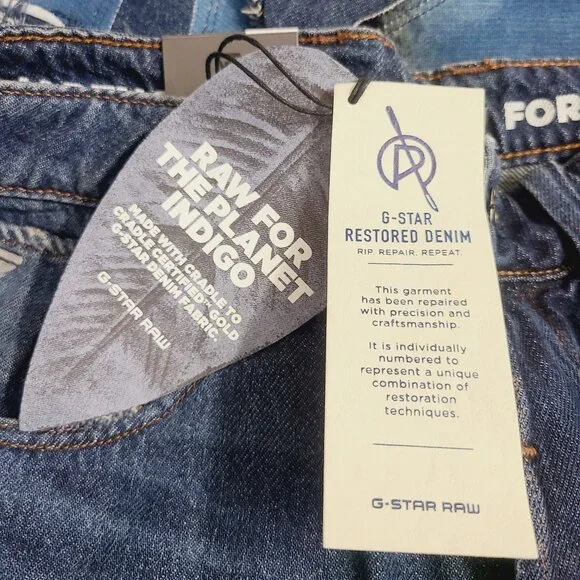 RAW FOR
THE PLANET
INDIGO
MADE WITH CRADLE TO
CRADLE CERTIFIED® GOLD
G-STAR DENIM FABRIC.
G-STAR RAW
G-STAR
RESTORED DENIM
RIP. REPAIR. REPEAT.
This garment
has been repaired
with precision and
craftsmanship.
It is individually
numbered to
represent a unique
combination of
restoration
techniques.
G-STAR RAW
FOR